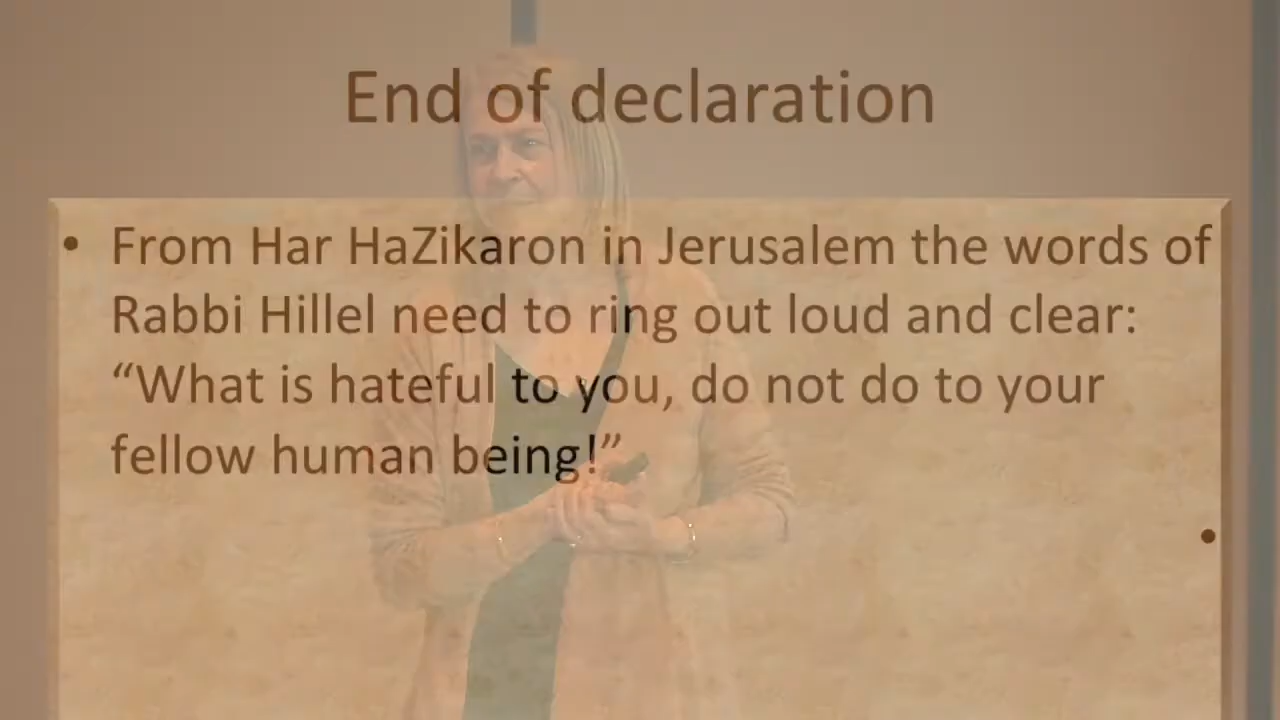 End of declaration
• From Har HaZikaron in Jerusalem the words of
Rabbi Hillel need to ring out loud and clear:
“What is hateful to you, do not do to your
fellow human being!”
•